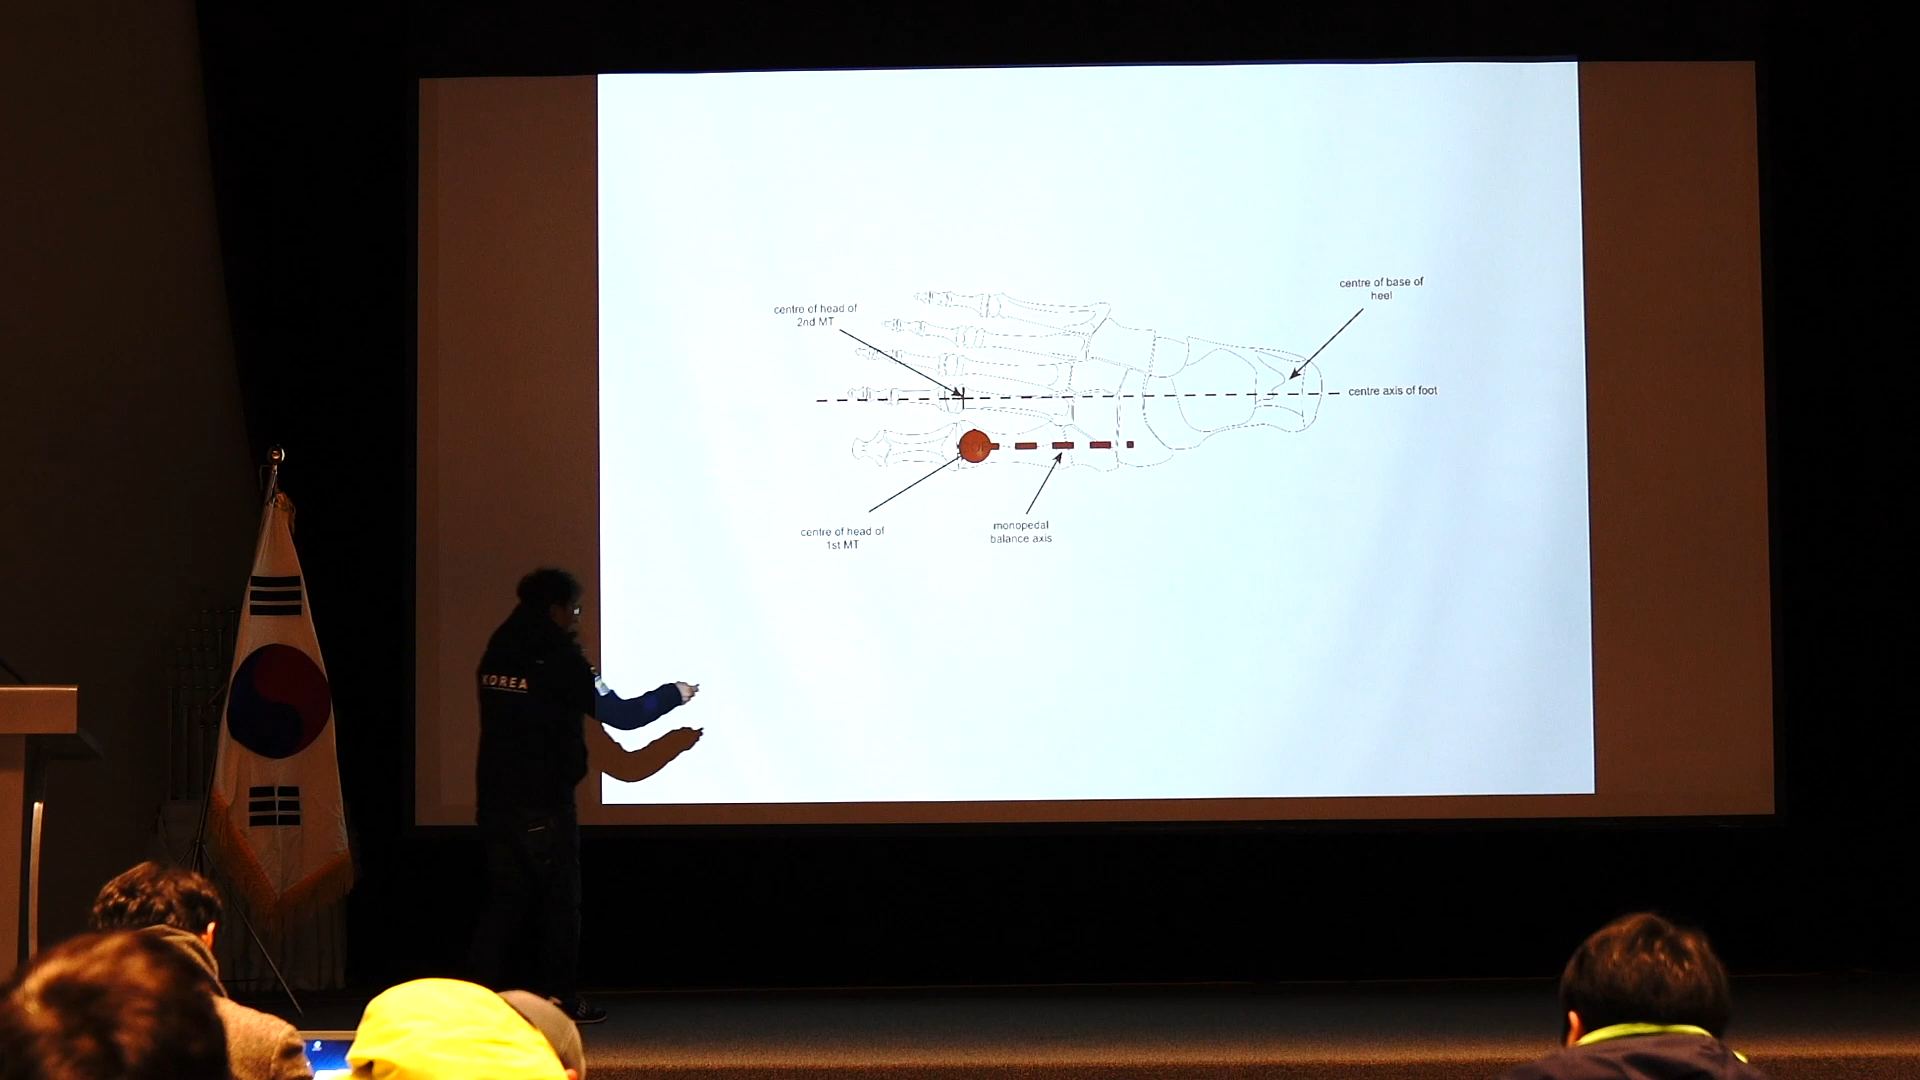 centre of base of
heel
centre of head of
2nd MT
centre axis of foot
centre of head of
1st MT
monopedal
balance axis
KOREA